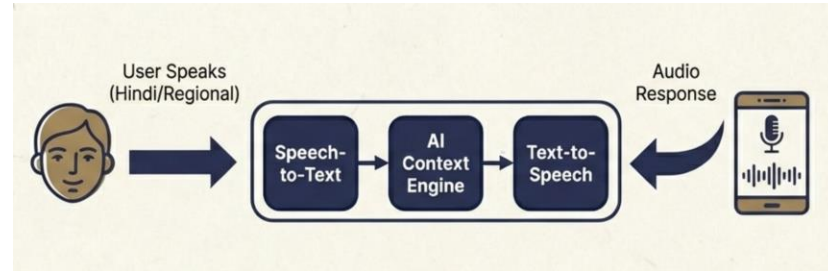 User Speaks
(Hindi/Regional)
Speech-
to-Text
AI
Context
Engine
Text-to-
Speech
Audio
Response